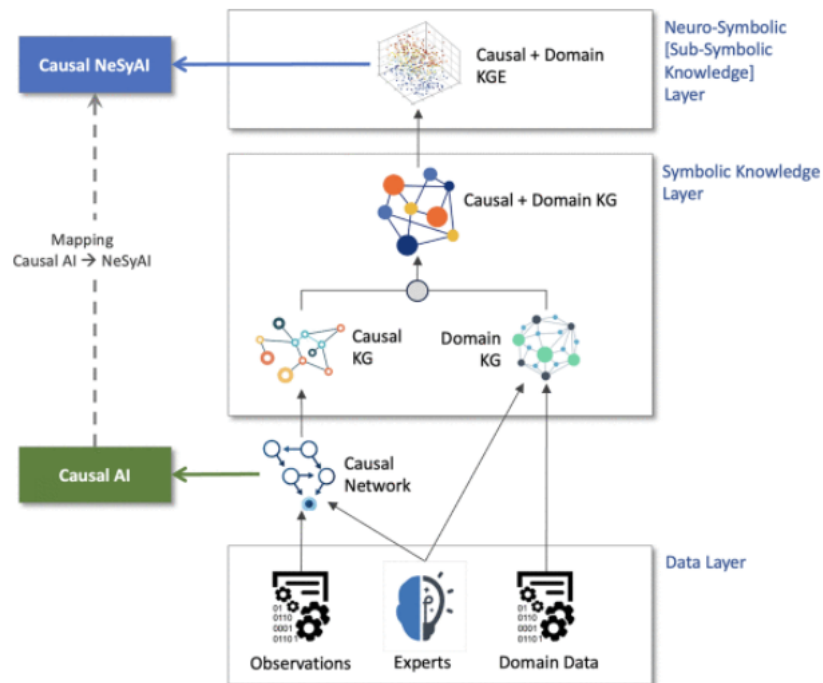 Causal NeSyAI
Causal + Domain
KGE
Neuro-Symbolic
[Sub-Symbolic
Knowledge]
Layer
Causal + Domain KG
Symbolic Knowledge
Layer
Mapping
Causal AI → NeSyAI
Causal
KG
Domain
KG
Causal AI
Causal
Network
Data Layer
01
0110
0001
01101
01
0110
0001
01101
Observations
Experts
Domain Data